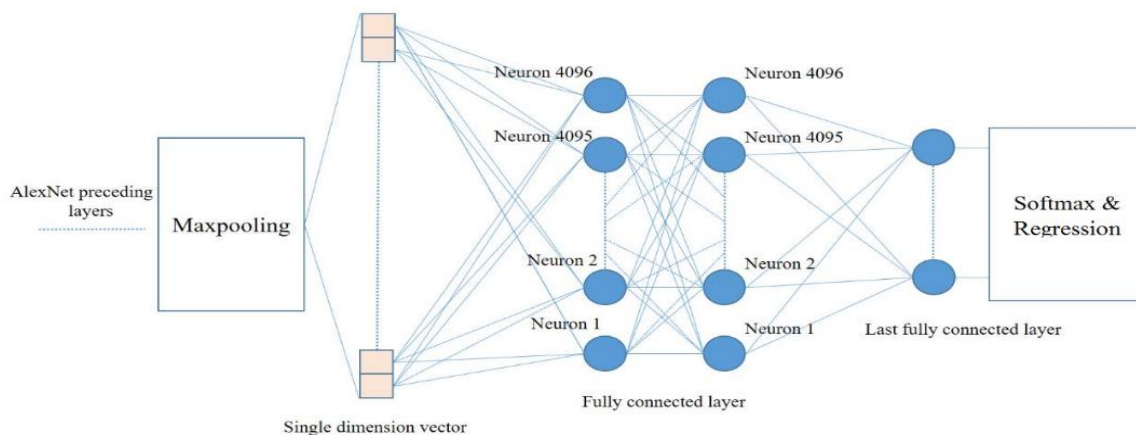 AlexNet preceding
layers
Maxpooling
Single dimension vector
Neuron 4096
Neuron 4095
Neuron 2
Neuron 1
Fully connected layer
Neuron 4096
Neuron 4095
Neuron 2
Neuron 1
Last fully connected layer
Softmax &
Regression